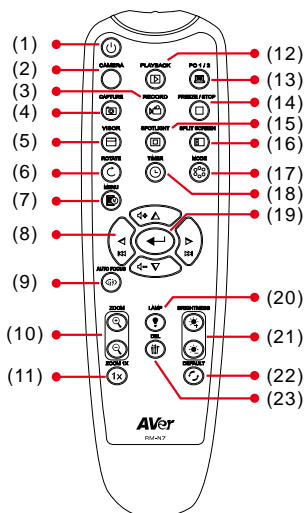 (1)
(2)
(3)
(4)
(5)
(6)
(7)
(8)
(9)
(10)
(11)
CAMERA
PLAYBACK
PC 1 / 2
CAPTURE
RECORD
FREEZE / STOP
VISOR
SPOTLIGHT
SPLIT SCREEN
ROTATE
TIMER
MODE
MENU
AUTO FOCUS
ZOOM
LAMP
BRIGHTNESS
DEL
ZOOM 1X
1x
DEFAULT
AVer
RM-N7
(12)
(13)
(14)
(15)
(16)
(17)
(18)
(19)
(20)
(21)
(22)
(23)